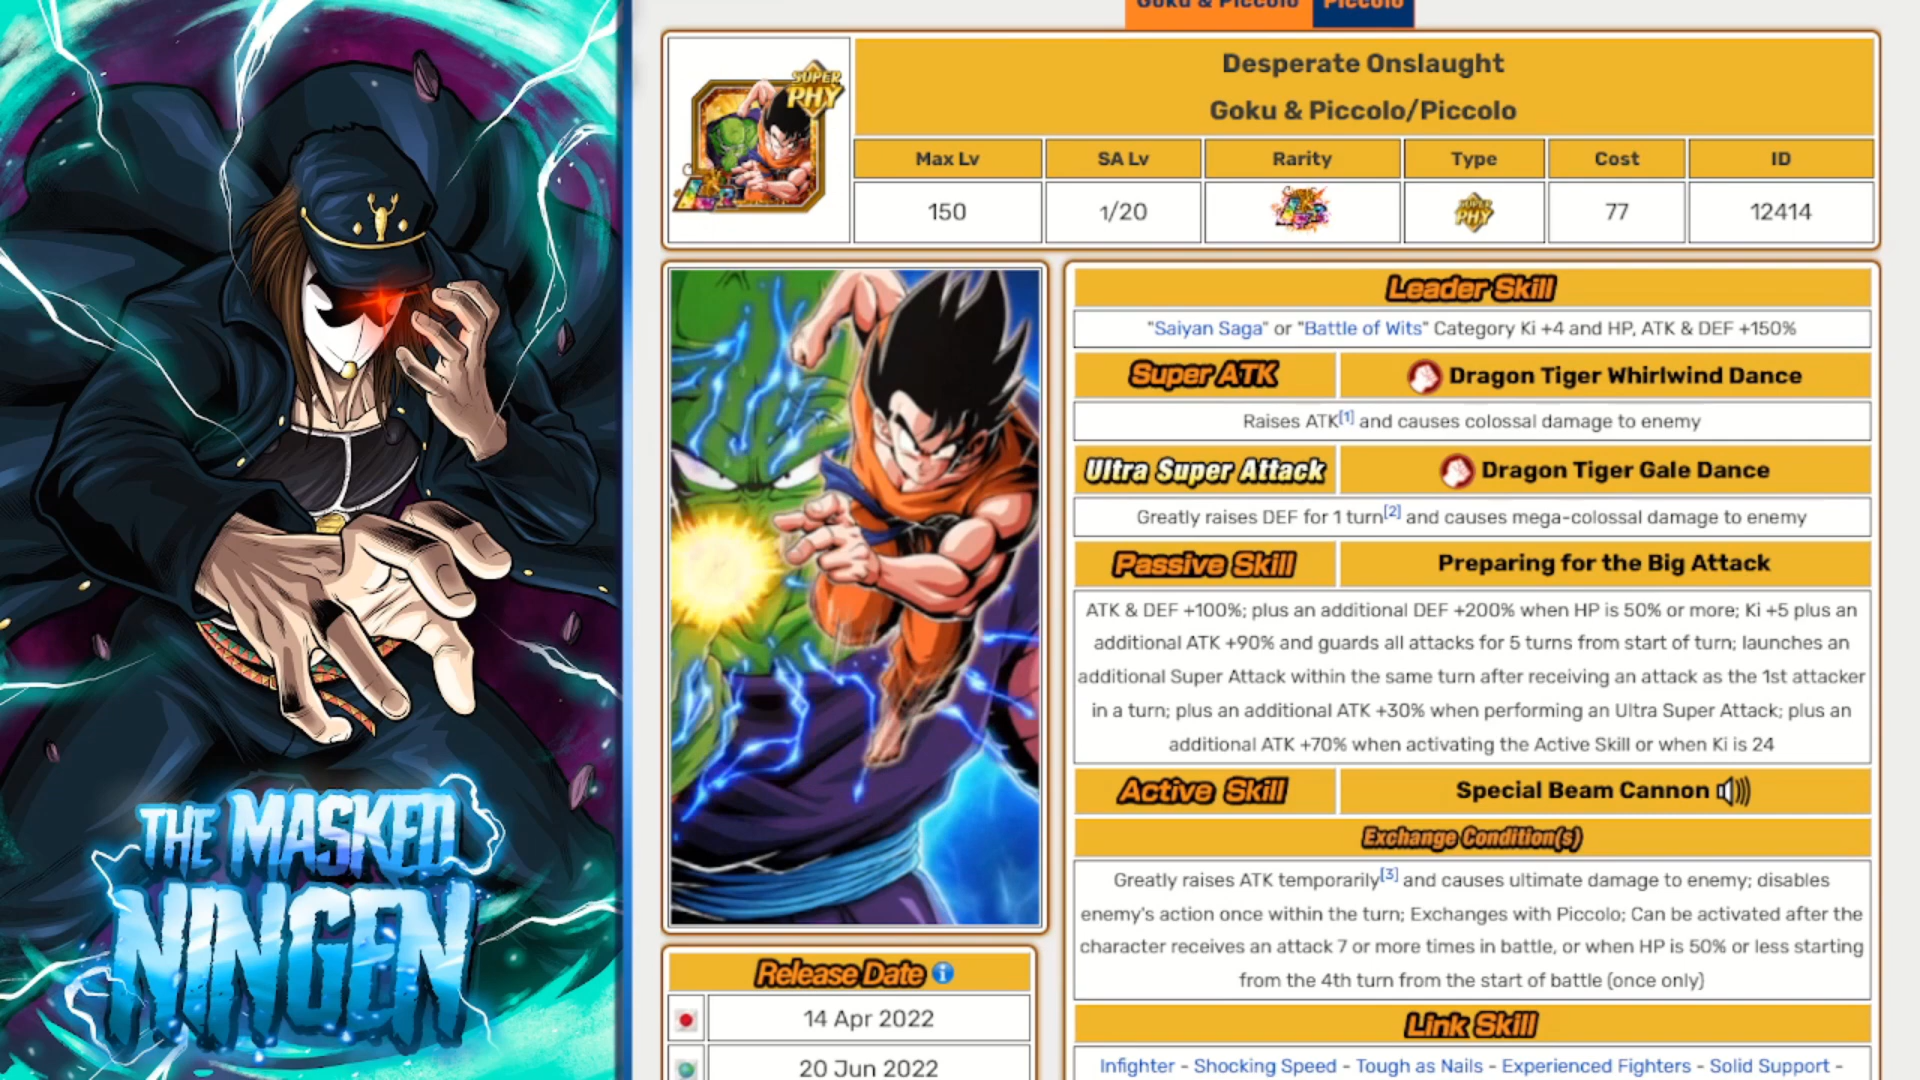 Goku & Piccolo Piccolo
SUPER PHY
Desperate Onslaught
Goku & Piccolo/Piccolo
Max Lv SA Lv Rarity Type Cost ID
150 1/20 SUPER PHY 77 12414
Leader Skill
"Saiyan Saga" or "Battle of Wits" Category Ki +4 and HP, ATK & DEF +150%
Super ATK Dragon Tiger Whirlwind Dance
Raises ATK[1] and causes colossal damage to enemy
Ultra Super Attack Dragon Tiger Gale Dance
Greatly raises DEF for 1 turn[2] and causes mega-colossal damage to enemy
Passive Skill Preparing for the Big Attack
ATK & DEF +100%; plus an additional DEF +200% when HP is 50% or more; Ki +5 plus an
additional ATK +90% and guards all attacks for 5 turns from start of turn; launches an
additional Super Attack within the same turn after receiving an attack as the 1st attacker
in a turn; plus an additional ATK +30% when performing an Ultra Super Attack; plus an
additional ATK +70% when activating the Active Skill or when Ki is 24
Active Skill Special Beam Cannon
Exchange Condition(s)
Greatly raises ATK temporarily[3] and causes ultimate damage to enemy; disables
enemy's action once within the turn; Exchanges with Piccolo; Can be activated after the
character receives an attack 7 or more times in battle, or when HP is 50% or less starting
from the 4th turn from the start of battle (once only)
Link Skill
Infighter - Shocking Speed - Tough as Nails - Experienced Fighters - Solid Support -
Release Date
14 Apr 2022
20 Jun 2022
THE MASKED
NINGEN